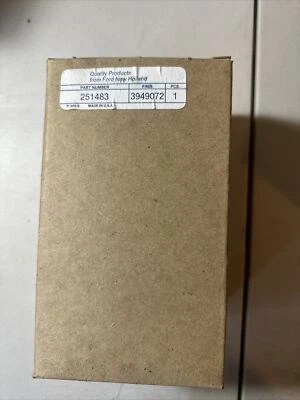 Quality Products
from Ford New Holland
PART NUMBER FINIS PCS.
251483 3949072 1
MADE IN U.S.A.